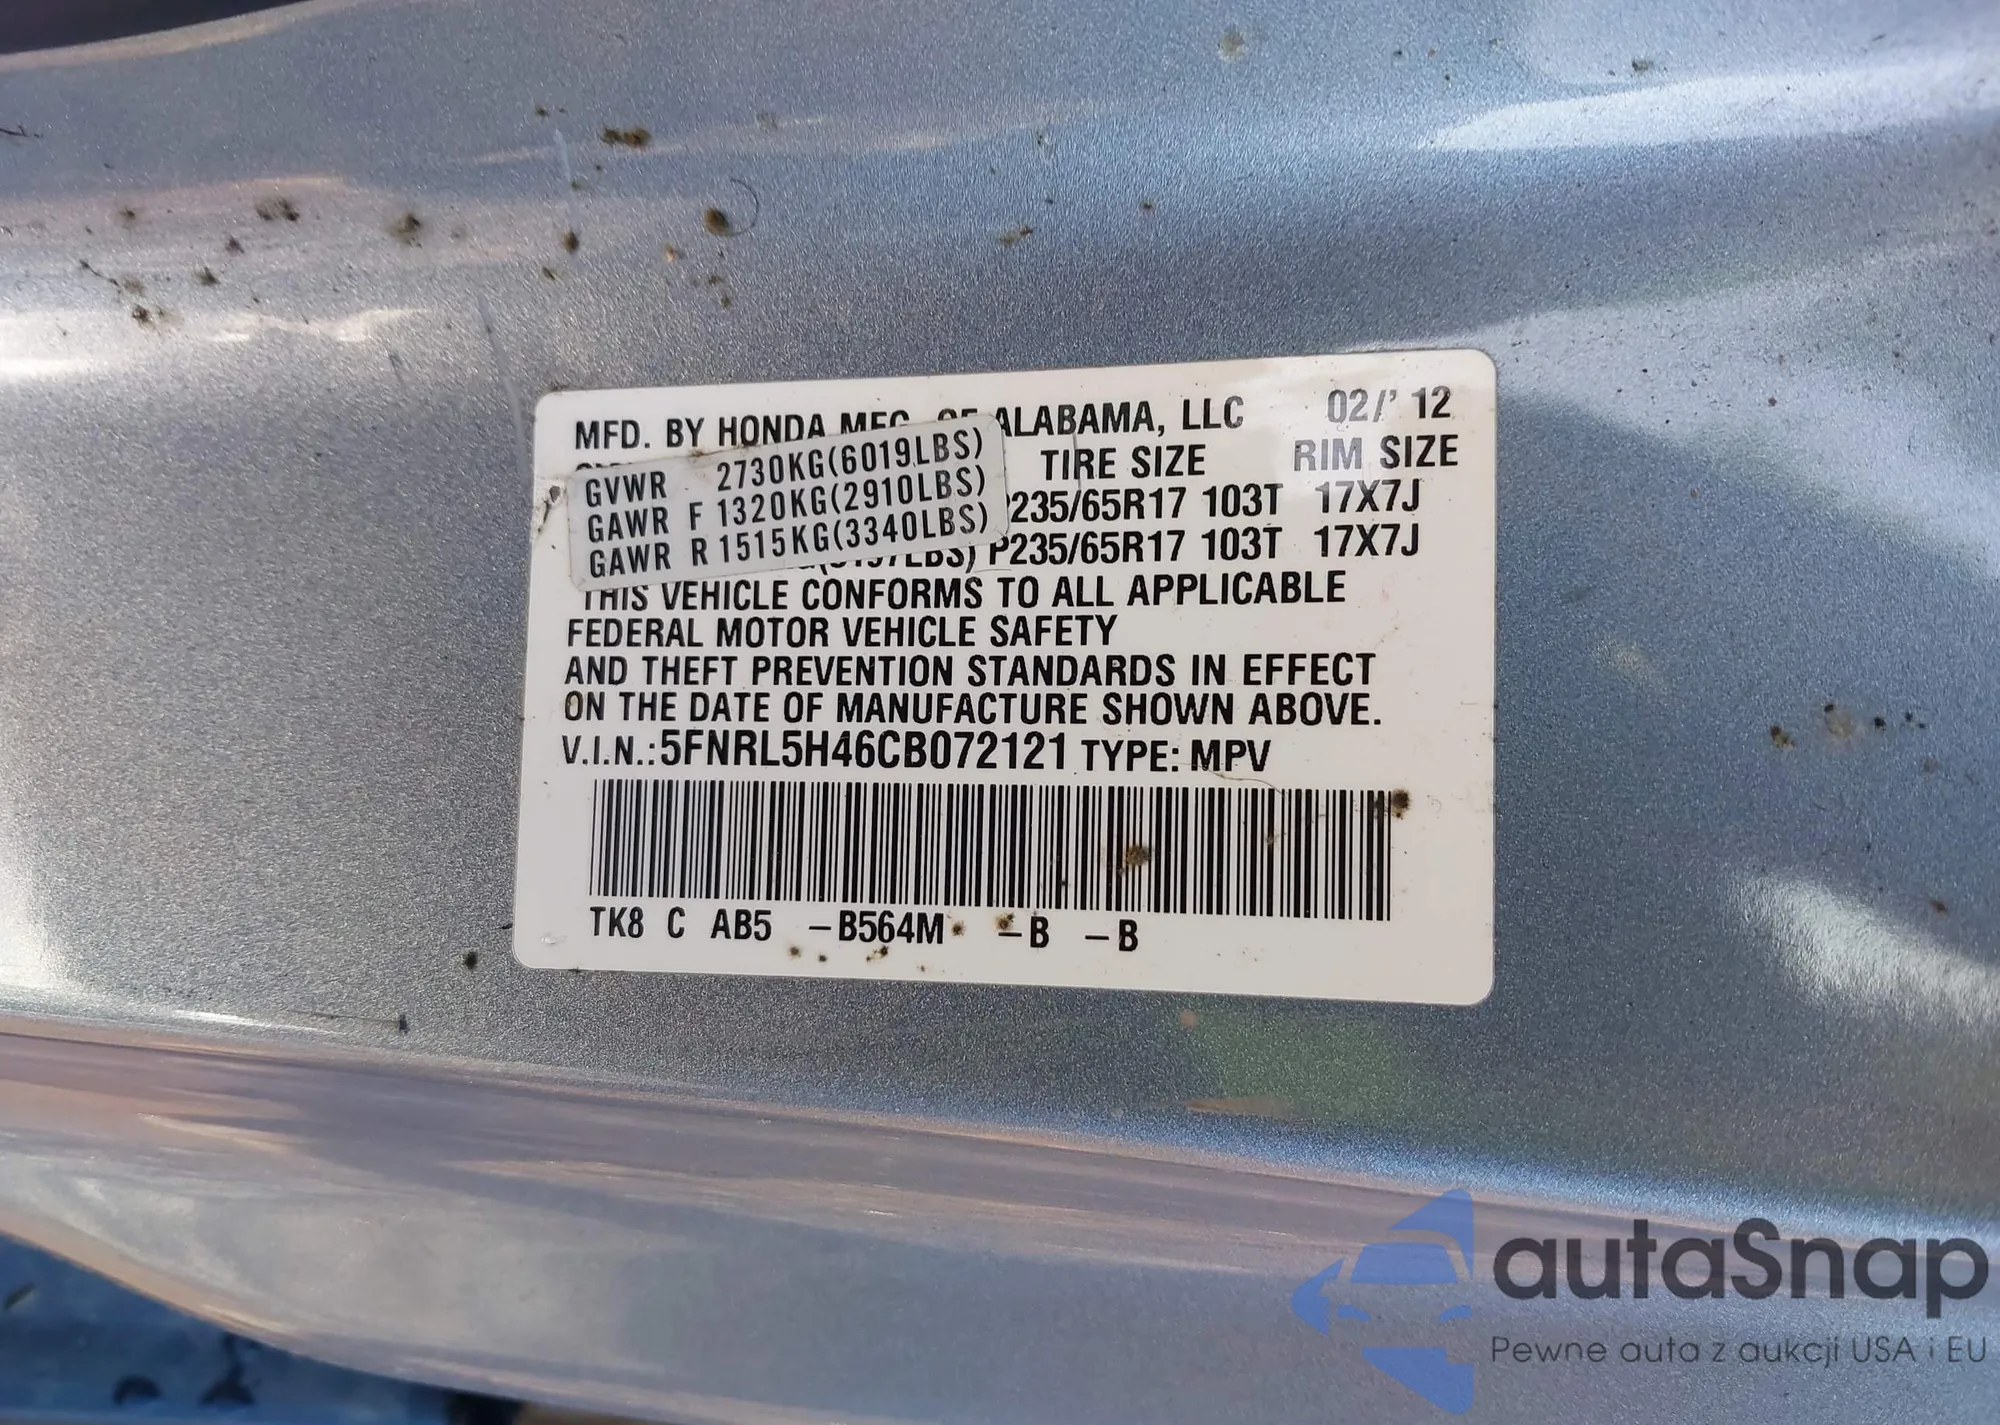 MFD. BY HONDA MFG. OF ALABAMA, LLC 02/' 12
TIRE SIZE RIM SIZE
GVWR 2730KG(6019LBS)
GAWR F 1320KG(2910LBS) P235/65R17 103T 17X7J
GAWR R 1515KG(3340LBS) P235/65R17 103T 17X7J
THIS VEHICLE CONFORMS TO ALL APPLICABLE
FEDERAL MOTOR VEHICLE SAFETY
AND THEFT PREVENTION STANDARDS IN EFFECT
ON THE DATE OF MANUFACTURE SHOWN ABOVE.
V.I.N.: 5FNRL5H46CB072121 TYPE: MPV
TK8 C AB5 -B564M -B -B
autaSnap
Pewne auta z aukcji USA i EU